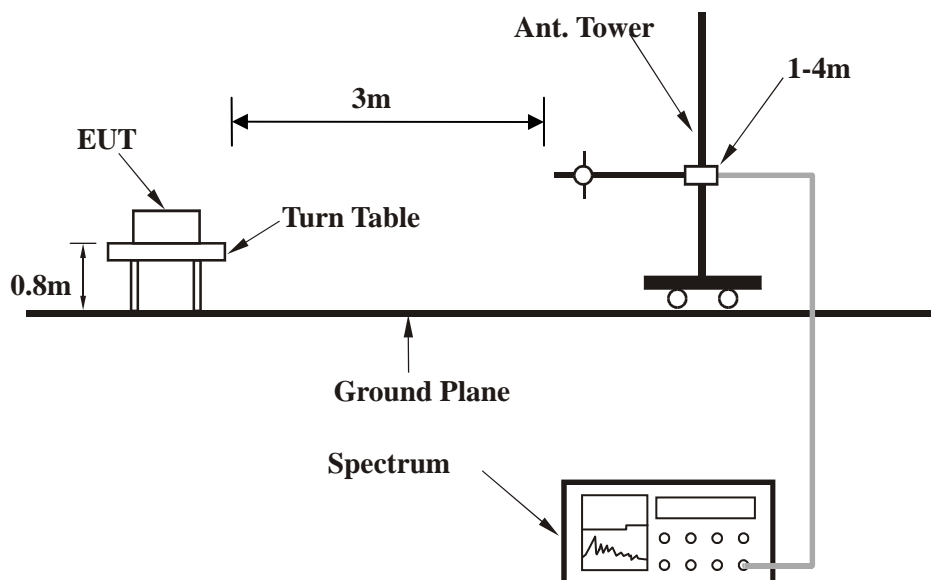 Ant. Tower
1-4m
3m
EUT
Turn Table
0.8m
Ground Plane
Spectrum